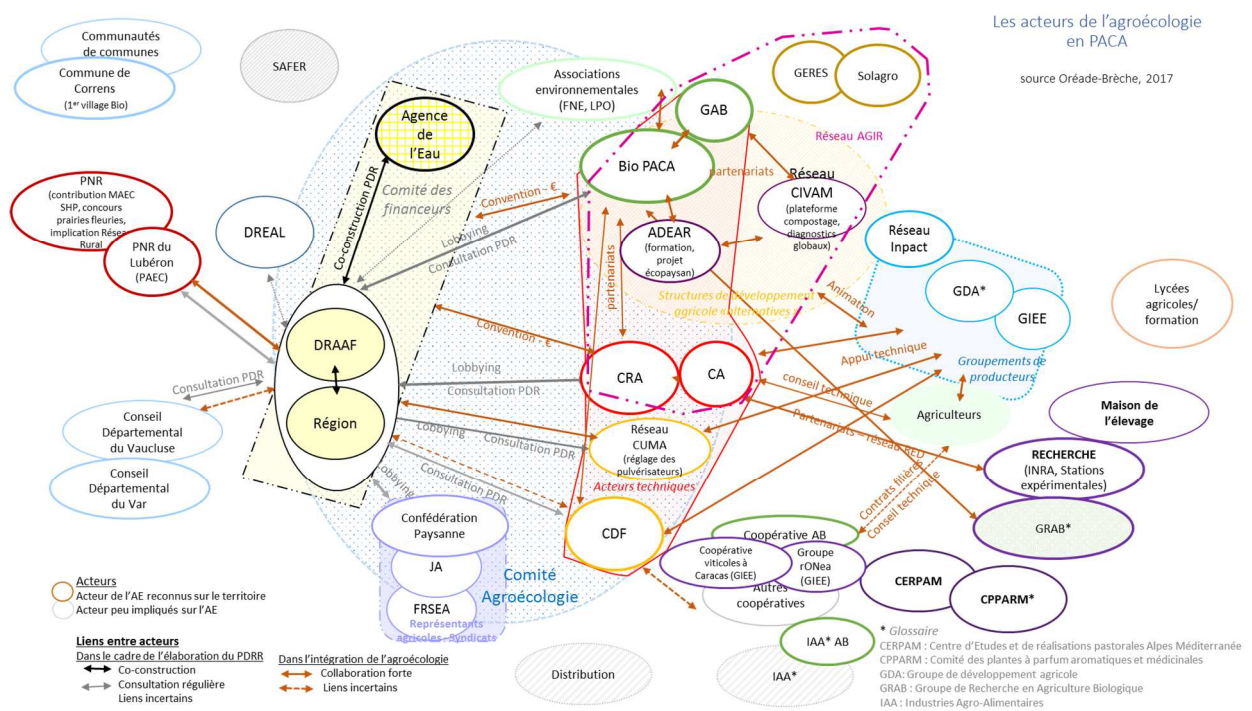 Les acteurs de l'agroécologie
en PACA
source Oréade-Brèche, 2017
Communautés
de communes
Commune de
Correns
(1er village Bio)
SAFER
Associations
environnementales
(FNE, LPO)
GERES
Solagro
Agence
de
l'Eau
GAB
Réseau AGIR
Bio PACA
partenariats
Réseau
CIVAM
(plateforme
compostage,
diagnostics
globaux)
Comité des
financeurs
Co-construction PDR
Convention - €
Lobbying
Consultation PDR
PNR
(contribution MAEC
SHP, concours
prairies fleuries,
implication Réseau
Rural
PNR du
Lubéron
(PAEC)
DREAL
ADEAR
(formation,
projet
écopaysan)
partenariats
Réseau
Inpact
GDA*
GIEE
Groupements de
producteurs
Animation
Structures de développement
agricole « alternatives »
Lycées
agricoles/
formation
DRAAF
Région
Convention - €
Lobbying
Consultation PDR
CRA
CA
Appui technique
conseil technique
Agriculteurs
Partenariats – réseau RED
Maison de
l'élevage
Consultation PDR
Conseil
Départemental
du Vaucluse
Conseil
Départemental
du Var
Lobbying
Consultation PDR
Réseau
CUMA
(réglage des
pulvérisateurs)
Acteurs techniques
Consultation PDR
Lobbying
RECHERCHE
(INRA, Stations
expérimentales)
GRAB*
Contrats filières
Conseil technique
Confédération
Paysanne
JA
FRSEA
Représentants
agricoles - Syndicats
CDF
Comité
Agroécologie
Coopérative AB
Coopérative
viticoles à
Caracas (GIEE)
Groupe
rONea
(GIEE)
Autres
coopératives
CERPAM
CPPARM*
IAA* AB
IAA*
Distribution
Acteurs
Acteur de l'AE reconnus sur le territoire
Acteur peu impliqués sur l'AE
Liens entre acteurs
Dans le cadre de l'élaboration du PDRR
Co-construction
Consultation régulière
Liens incertains
Dans l'intégration de l'agroécologie
Collaboration forte
Liens incertains
* Glossaire
CERPAM : Centre d'Etudes et de réalisations pastorales Alpes Méditerranée
CPPARM : Comité des plantes à parfum aromatiques et médicinales
GDA: Groupe de développement agricole
GRAB : Groupe de Recherche en Agriculture Biologique
IAA : Industries Agro-Alimentaires